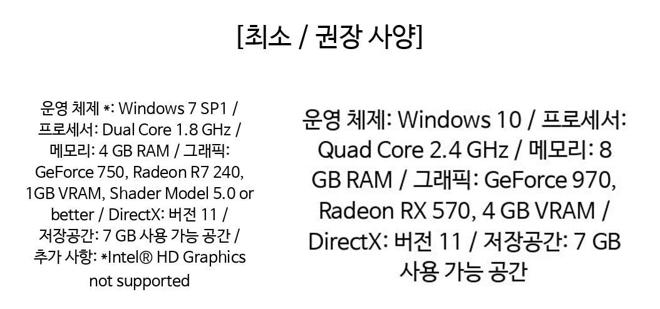 [최소 / 권장 사양]
운영 체제 *: Windows 7 SP1 /
프로세서: Dual Core 1.8 GHz /
메모리: 4 GB RAM / 그래픽:
GeForce 750, Radeon R7 240,
1GB VRAM, Shader Model 5.0 or
better / DirectX: 버전 11 /
저장공간: 7 GB 사용 가능 공간 /
추가 사항: *Intel® HD Graphics
not supported
운영 체제: Windows 10 / 프로세서:
Quad Core 2.4 GHz / 메모리: 8
GB RAM / 그래픽: GeForce 970,
Radeon RX 570, 4 GB VRAM /
DirectX: 버전 11 / 저장공간: 7 GB
사용 가능 공간